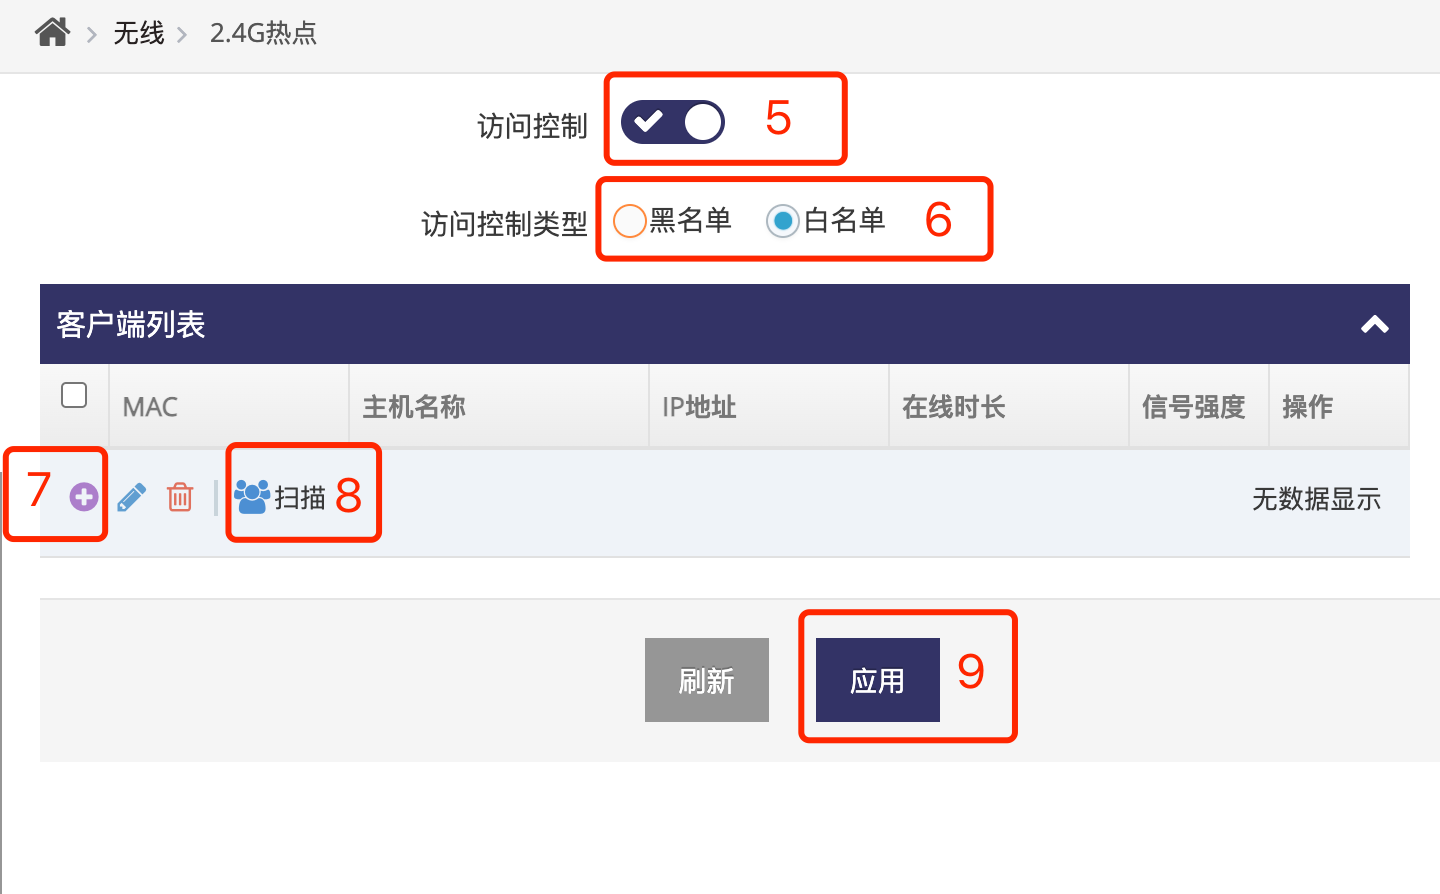 无线 2.4G热点
访问控制 5
访问控制类型 黑名单 白名单 6
客户端列表
MAC 主机名称 IP地址 在线时长 信号强度 操作
7 扫描 8 无数据显示
刷新 应用 9